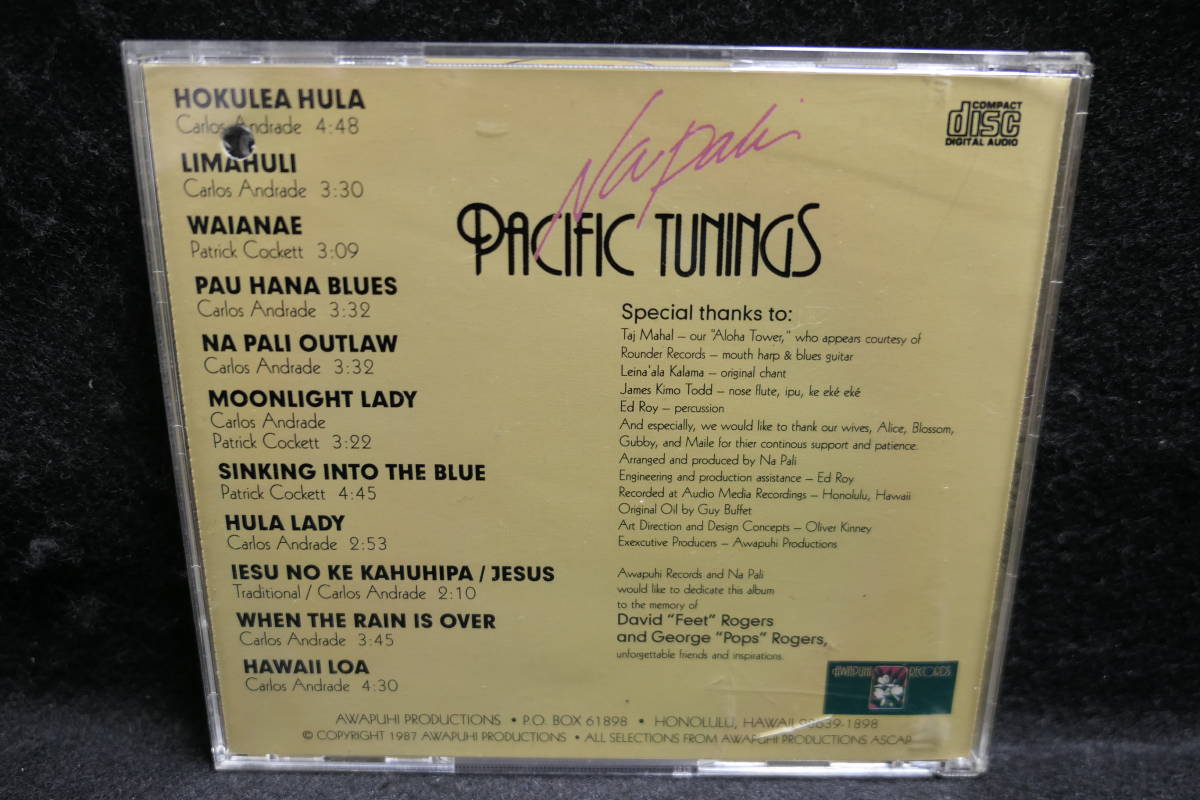 HOKULEA HULA
Carlos Andrade 4:48
LIMAHULI
Carlos Andrade 3:30
WAIANAE
Patrick Cockett 3:09
PAU HANA BLUES
Carlos Andrade 3:32
NA PALI OUTLAW
Carlos Andrade 3:32
MOONLIGHT LADY
Carlos Andrade
Patrick Cockett 3:22
SINKING INTO THE BLUE
Patrick Cockett 4:45
HULA LADY
Carlos Andrade 2:53
IESU NO KE KAHUHIPA / JESUS
Traditional / Carlos Andrade 2:10
WHEN THE RAIN IS OVER
Carlos Andrade 3:45
HAWAII LOA
Carlos Andrade 4:30
Na Pali
PACIFIC TUNINGS
COMPACT
disc
DIGITAL AUDIO
Special thanks to:
Taj Mahal – our "Aloha Tower," who appears courtesy of
Rounder Records – mouth harp & blues guitar
Leina'ala Kalama – original chant
James Kimo Todd – nose flute, ipu, ke eké eké
Ed Roy – percussion
And especially, we would like to thank our wives, Alice, Blossom,
Gubby, and Maile for thier continous support and patience.
Arranged and produced by Na Pali
Engineering and production assistance – Ed Roy
Recorded at Audio Media Recordings – Honolulu, Hawaii
Original Oil by Guy Buffet
Art Direction and Design Concepts – Oliver Kinney
Exexcutive Producers – Awapuhi Productions
Awapuhi Records and Na Pali
would like to dedicate this album
to the memory of
David "Feet" Rogers
and George "Pops" Rogers,
unforgettable friends and inspirations.
AWAPUHI RECORDS
AWAPUHI PRODUCTIONS • P.O. BOX 61898 • HONOLULU, HAWAII 96839-1898
© COPYRIGHT 1987 AWAPUHI PRODUCTIONS • ALL SELECTIONS FROM AWAPUHI PRODUCTIONS ASCAP